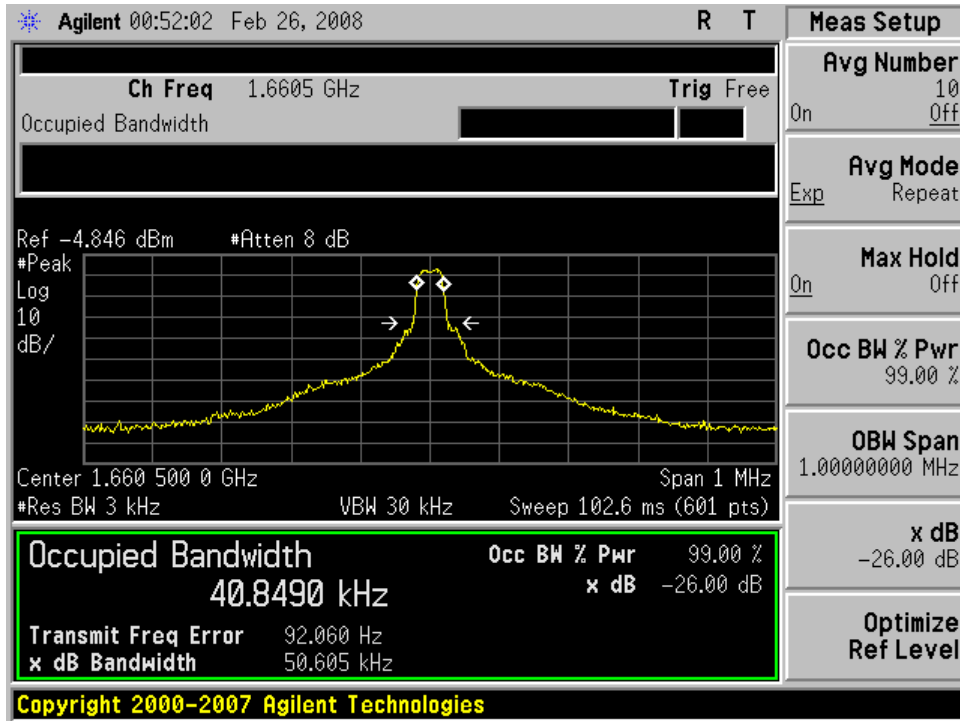 Agilent 00:52:02 Feb 26, 2008 R T
Meas Setup
Ch Freq 1.6605 GHz Trig Free
Occupied Bandwidth
Avg Number
10
On Off
Avg Mode
Exp Repeat
Max Hold
On Off
Occ BW % Pwr
99.00 %
OBW Span
1.00000000 MHz
x dB
-26.00 dB
Optimize
Ref Level
Ref -4.846 dBm #Atten 8 dB
#Peak
Log
10
dB/
Center 1.660 500 0 GHz Span 1 MHz
#Res BW 3 kHz VBW 30 kHz Sweep 102.6 ms (601 pts)
Occupied Bandwidth Occ BW % Pwr 99.00 %
40.8490 kHz x dB -26.00 dB
Transmit Freq Error 92.060 Hz
x dB Bandwidth 50.605 kHz
Copyright 2000-2007 Agilent Technologies